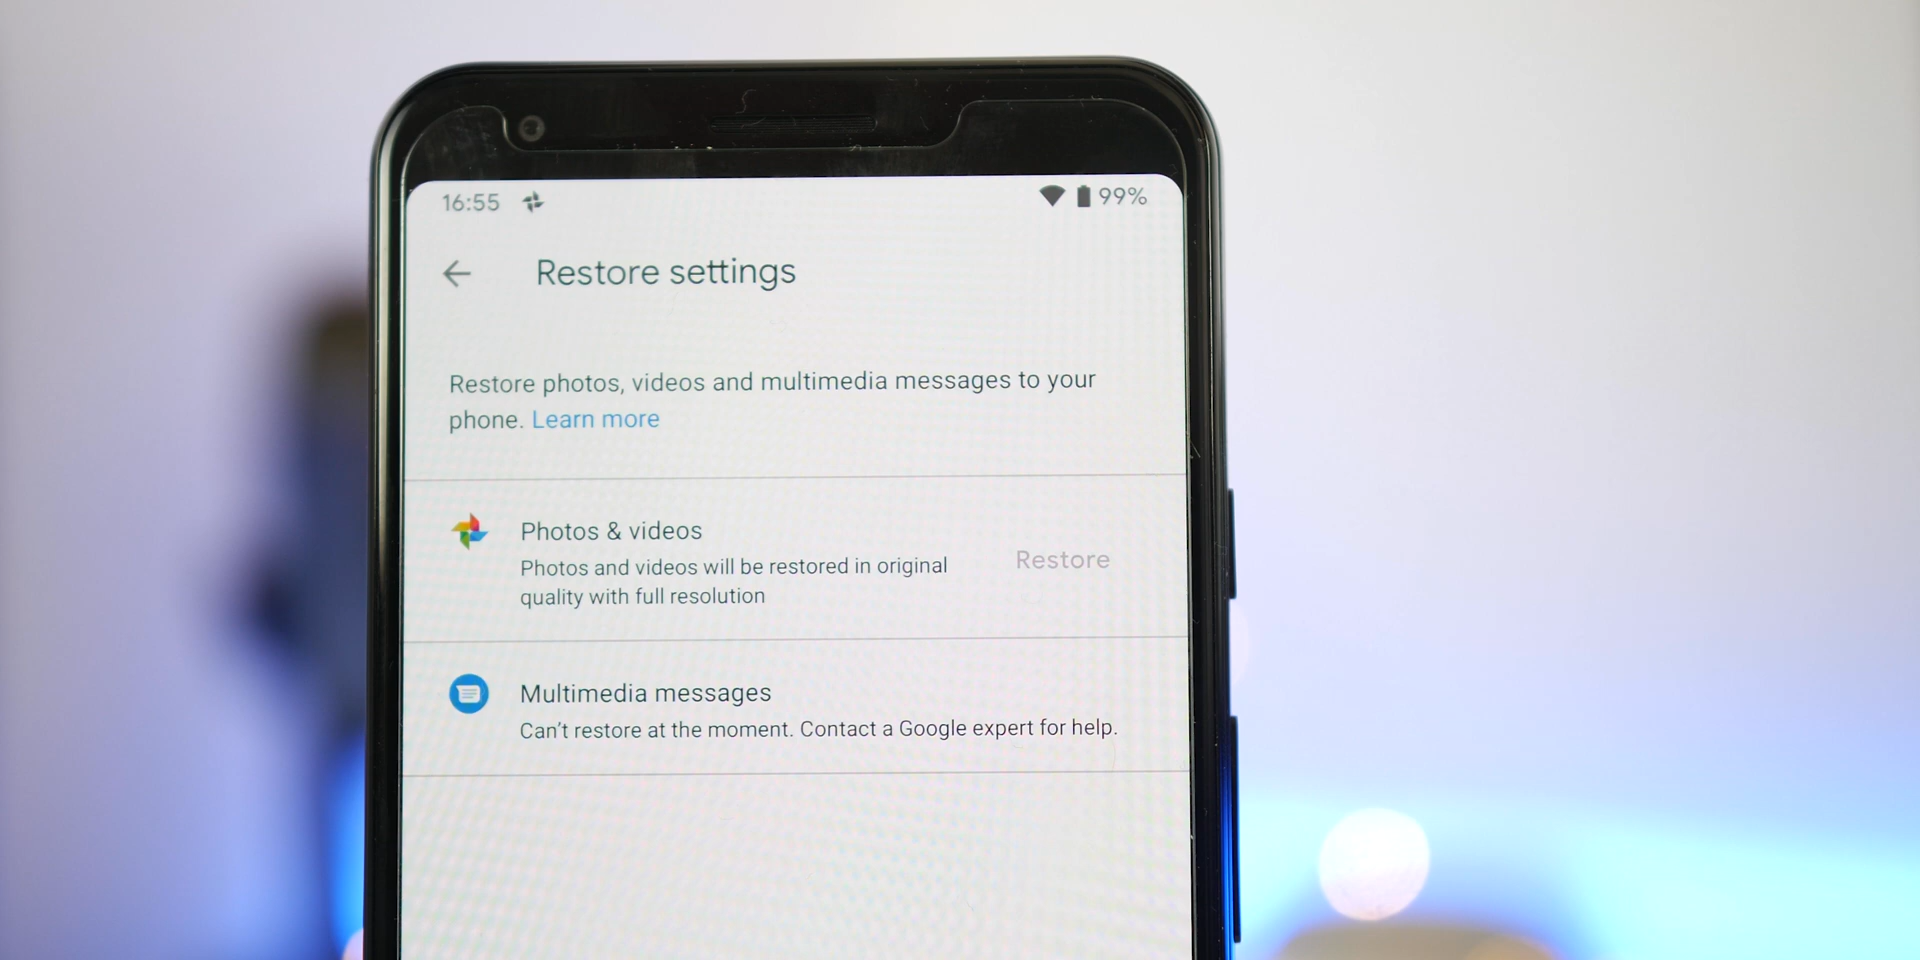 16:55 99%
Restore settings
Restore photos, videos and multimedia messages to your
phone. Learn more
Photos & videos
Photos and videos will be restored in original
quality with full resolution
Restore
Multimedia messages
Can't restore at the moment. Contact a Google expert for help.